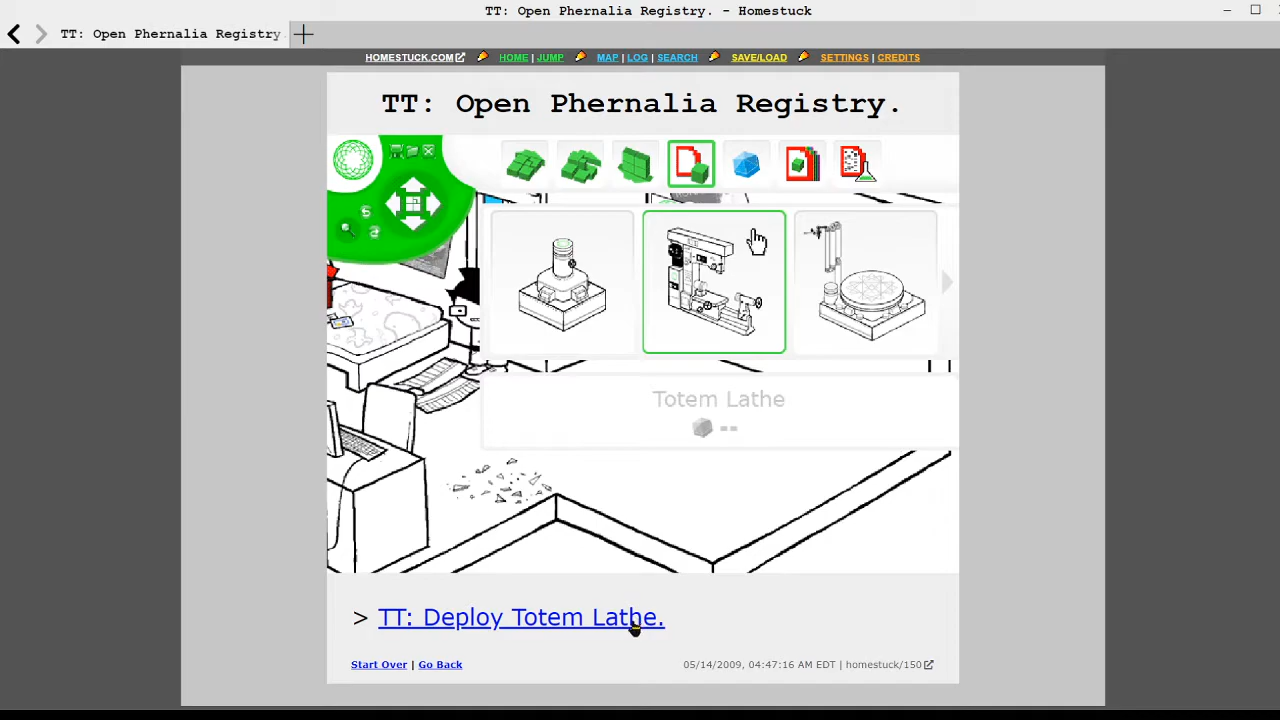 TT: Open Phernalia Registry. - Homestuck
TT: Open Phernalia Registry
HOMESTUCK.COM HOME | JUMP MAP | LOG | SEARCH SAVE/LOAD SETTINGS | CREDITS
TT: Open Phernalia Registry.
Totem Lathe
--
> TT: Deploy Totem Lathe.
Start Over | Go Back 05/14/2009, 04:47:16 AM EDT | homestuck/150